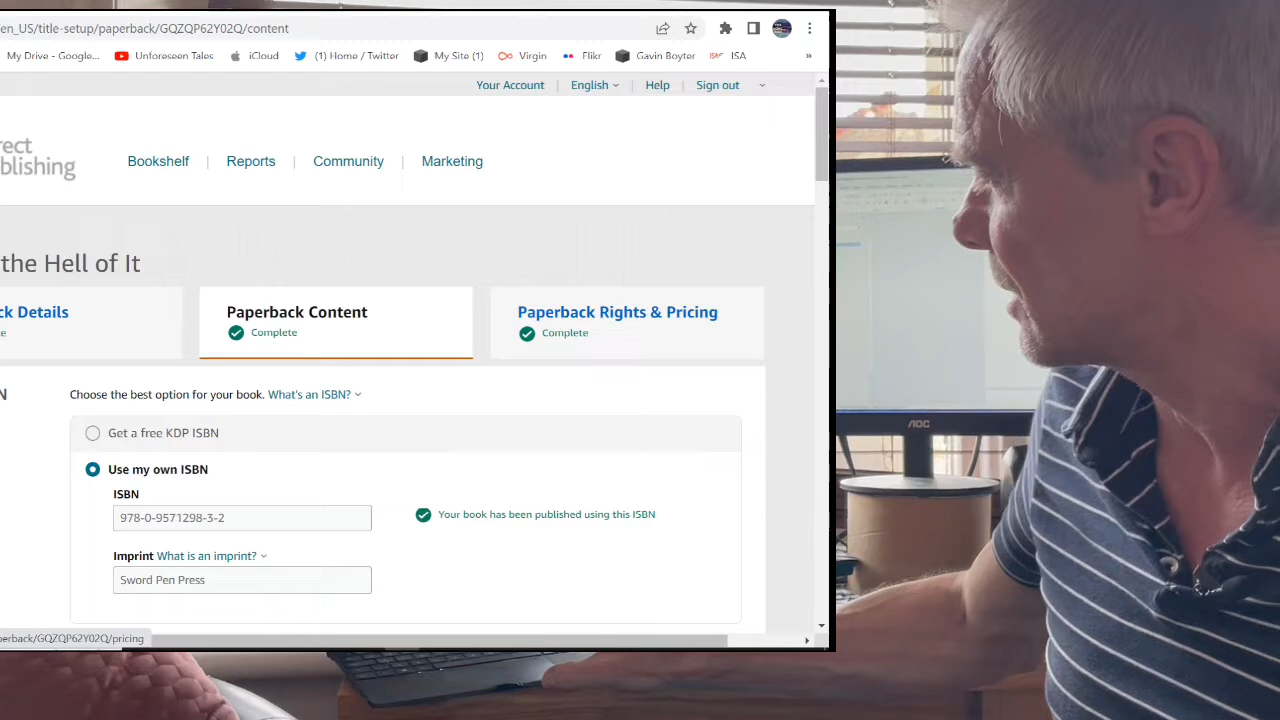 en_US/title-setup/paperback/GQZQP62Y02Q/content
My Drive - Google... Unforeseen Tales iCloud (1) Home / Twitter My Site (1) Virgin Flikr Gavin Boyter ISA »
Your Account English Help Sign out
rect
blishing
Bookshelf Reports Community Marketing
the Hell of It
ck Details Paperback Content Paperback Rights & Pricing
Complete Complete
N Choose the best option for your book. What's an ISBN?
Get a free KDP ISBN
Use my own ISBN
ISBN
978-0-9571298-3-2 Your book has been published using this ISBN
Imprint What is an imprint?
Sword Pen Press
perback/GQZQP62Y02Q/pricing
AOC